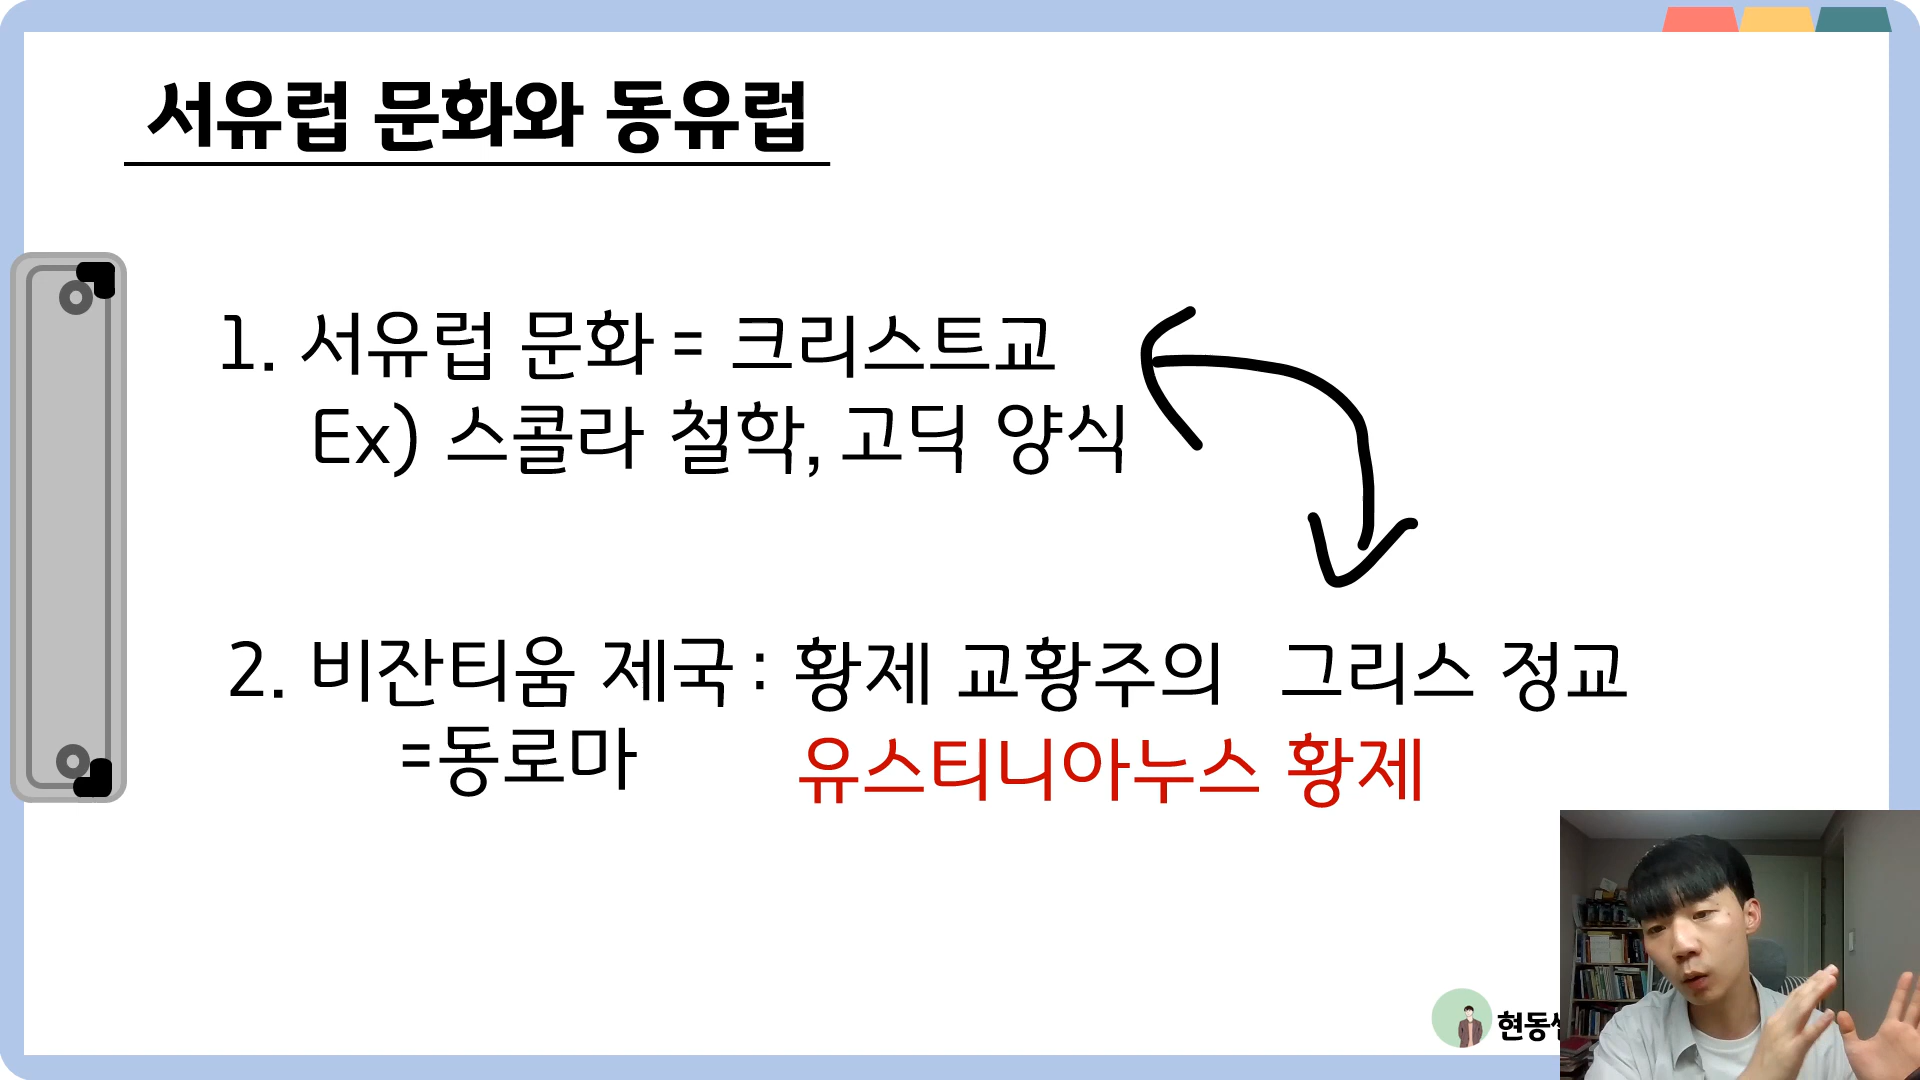 서유럽 문화와 동유럽
1. 서유럽 문화 = 크리스트교
Ex) 스콜라 철학, 고딕 양식
2. 비잔티움 제국 : 황제 교황주의 그리스 정교
=동로마 유스티니아누스 황제
현동